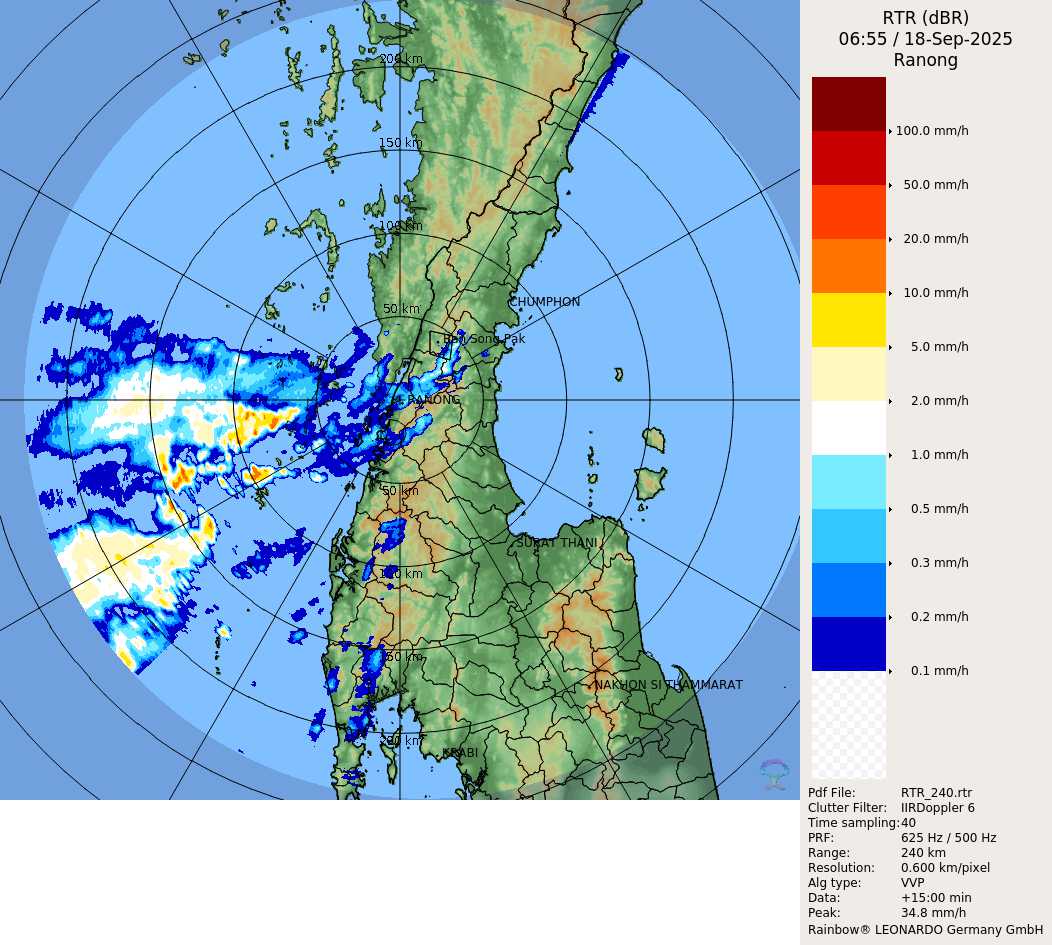 RTR (dBR)
06:55 / 18-Sep-2025
Ranong
100.0 mm/h
50.0 mm/h
20.0 mm/h
10.0 mm/h
5.0 mm/h
2.0 mm/h
1.0 mm/h
0.5 mm/h
0.3 mm/h
0.2 mm/h
0.1 mm/h
Pdf File: RTR_240.rtr
Clutter Filter: IIRDoppler 6
Time sampling: 40
PRF: 625 Hz / 500 Hz
Range: 240 km
Resolution: 0.600 km/pixel
Alg type: VVP
Data: +15:00 min
Peak: 34.8 mm/h
Rainbow® LEONARDO Germany GmbH
200 km
150 km
100 km
50 km
CHUMPHON
Ban Song Pak
RANONG
50 km
SURAT THANI
100 km
150 km
NAKHON SI THAMMARAT
200 km
KRABI